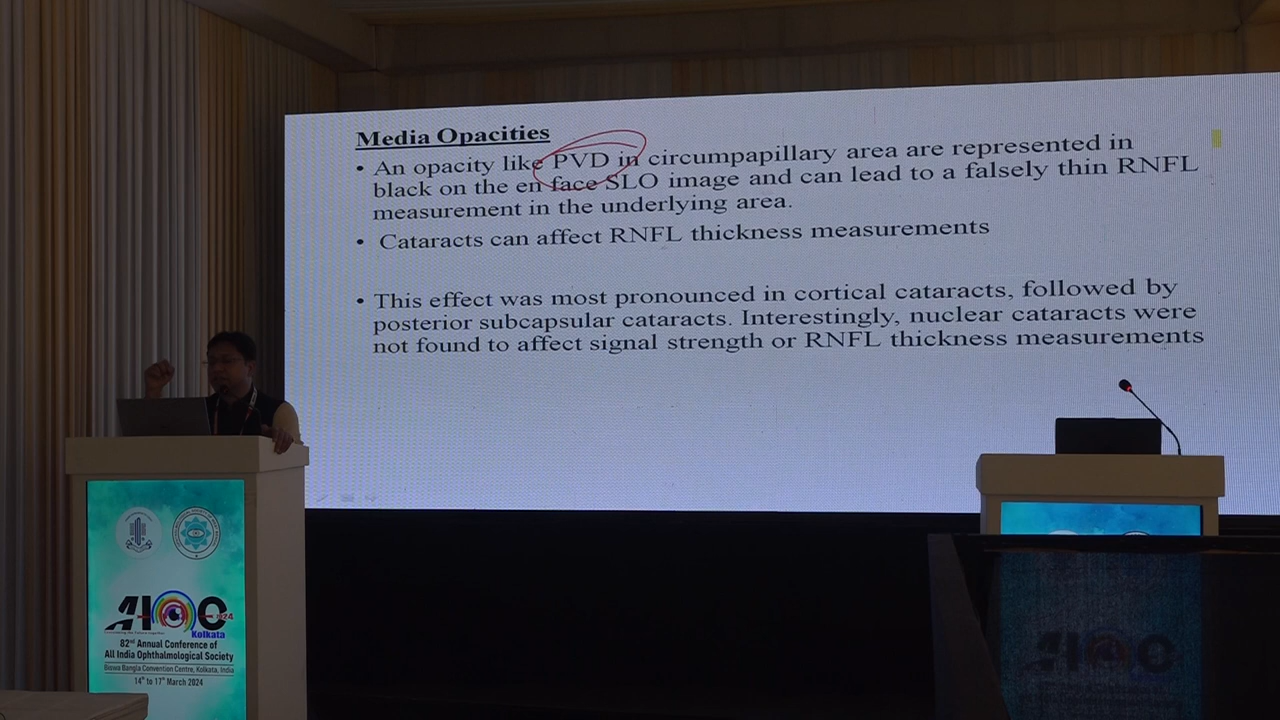 Media Opacities
• An opacity like PVD in circumpapillary area are represented in
black on the en face SLO image and can lead to a falsely thin RNFL
measurement in the underlying area.
• Cataracts can affect RNFL thickness measurements
• This effect was most pronounced in cortical cataracts, followed by
posterior subcapsular cataracts. Interestingly, nuclear cataracts were
not found to affect signal strength or RNFL thickness measurements
AIOC 2024
Kolkata
82nd Annual Conference of
All India Ophthalmological Society
Biswa Bangla Convention Centre, Kolkata, India
14th to 17th March 2024